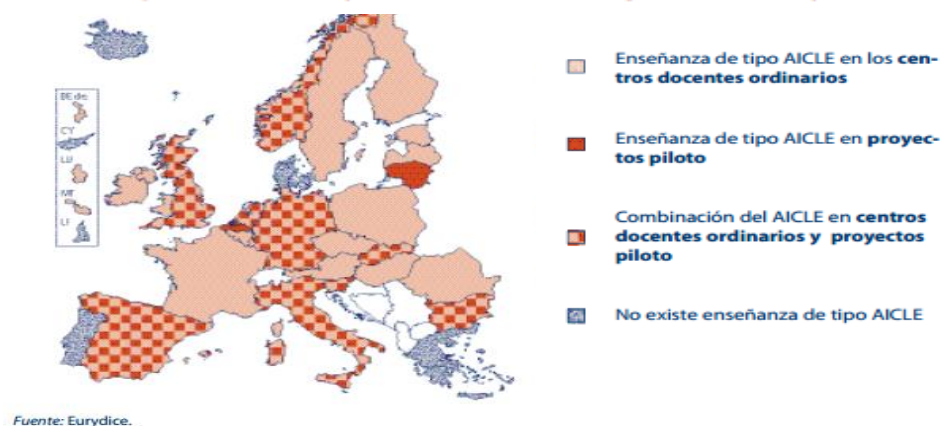 BE de
CY
LU
MT
LI
Enseñanza de tipo AICLE en los cen-
tros docentes ordinarios
Enseñanza de tipo AICLE en proyec-
tos piloto
Combinación del AICLE en centros
docentes ordinarios y proyectos
piloto
No existe enseñanza de tipo AICLE
Fuente: Eurydice.